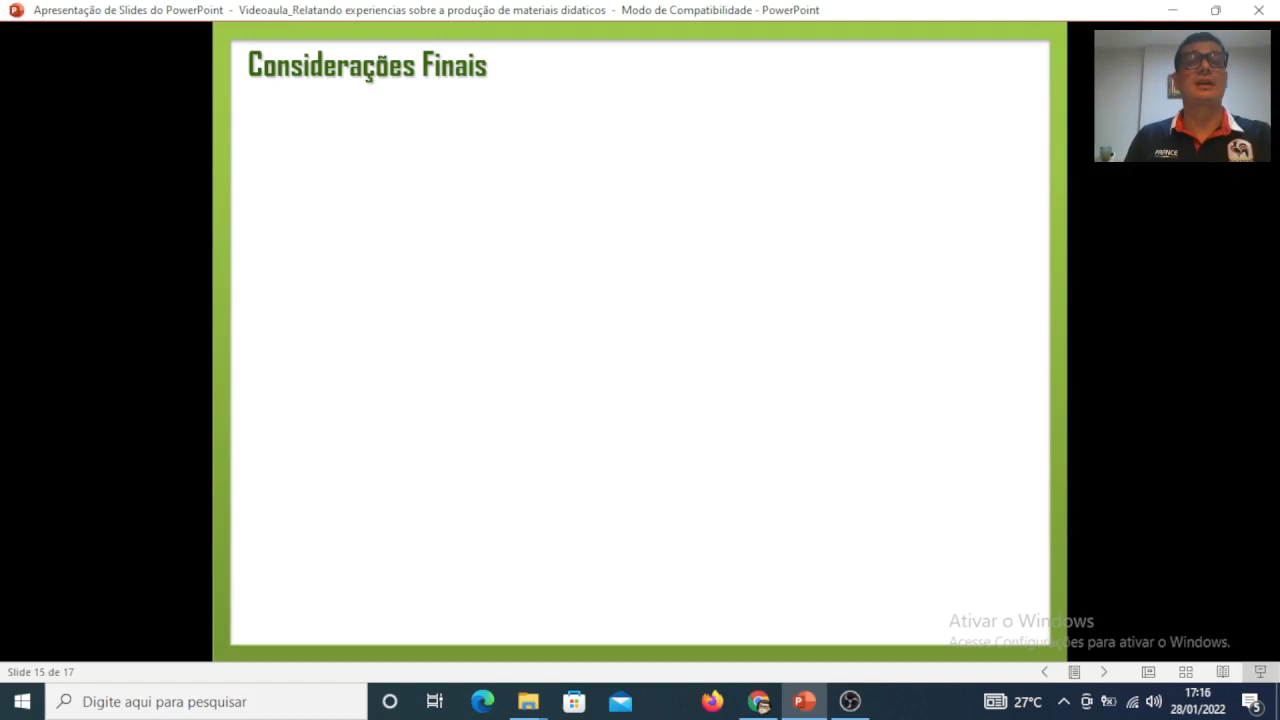 Apresentação de Slides do PowerPoint - Videoaula_Relatando experiencias sobre a produção de materiais didaticos - Modo de Compatibilidade - PowerPoint
Considerações Finais
FRANCE
Ativar o Windows
Acesse Configurações para ativar o Windows.
Slide 15 de 17
Digite aqui para pesquisar
27°C
17:16
28/01/2022
5